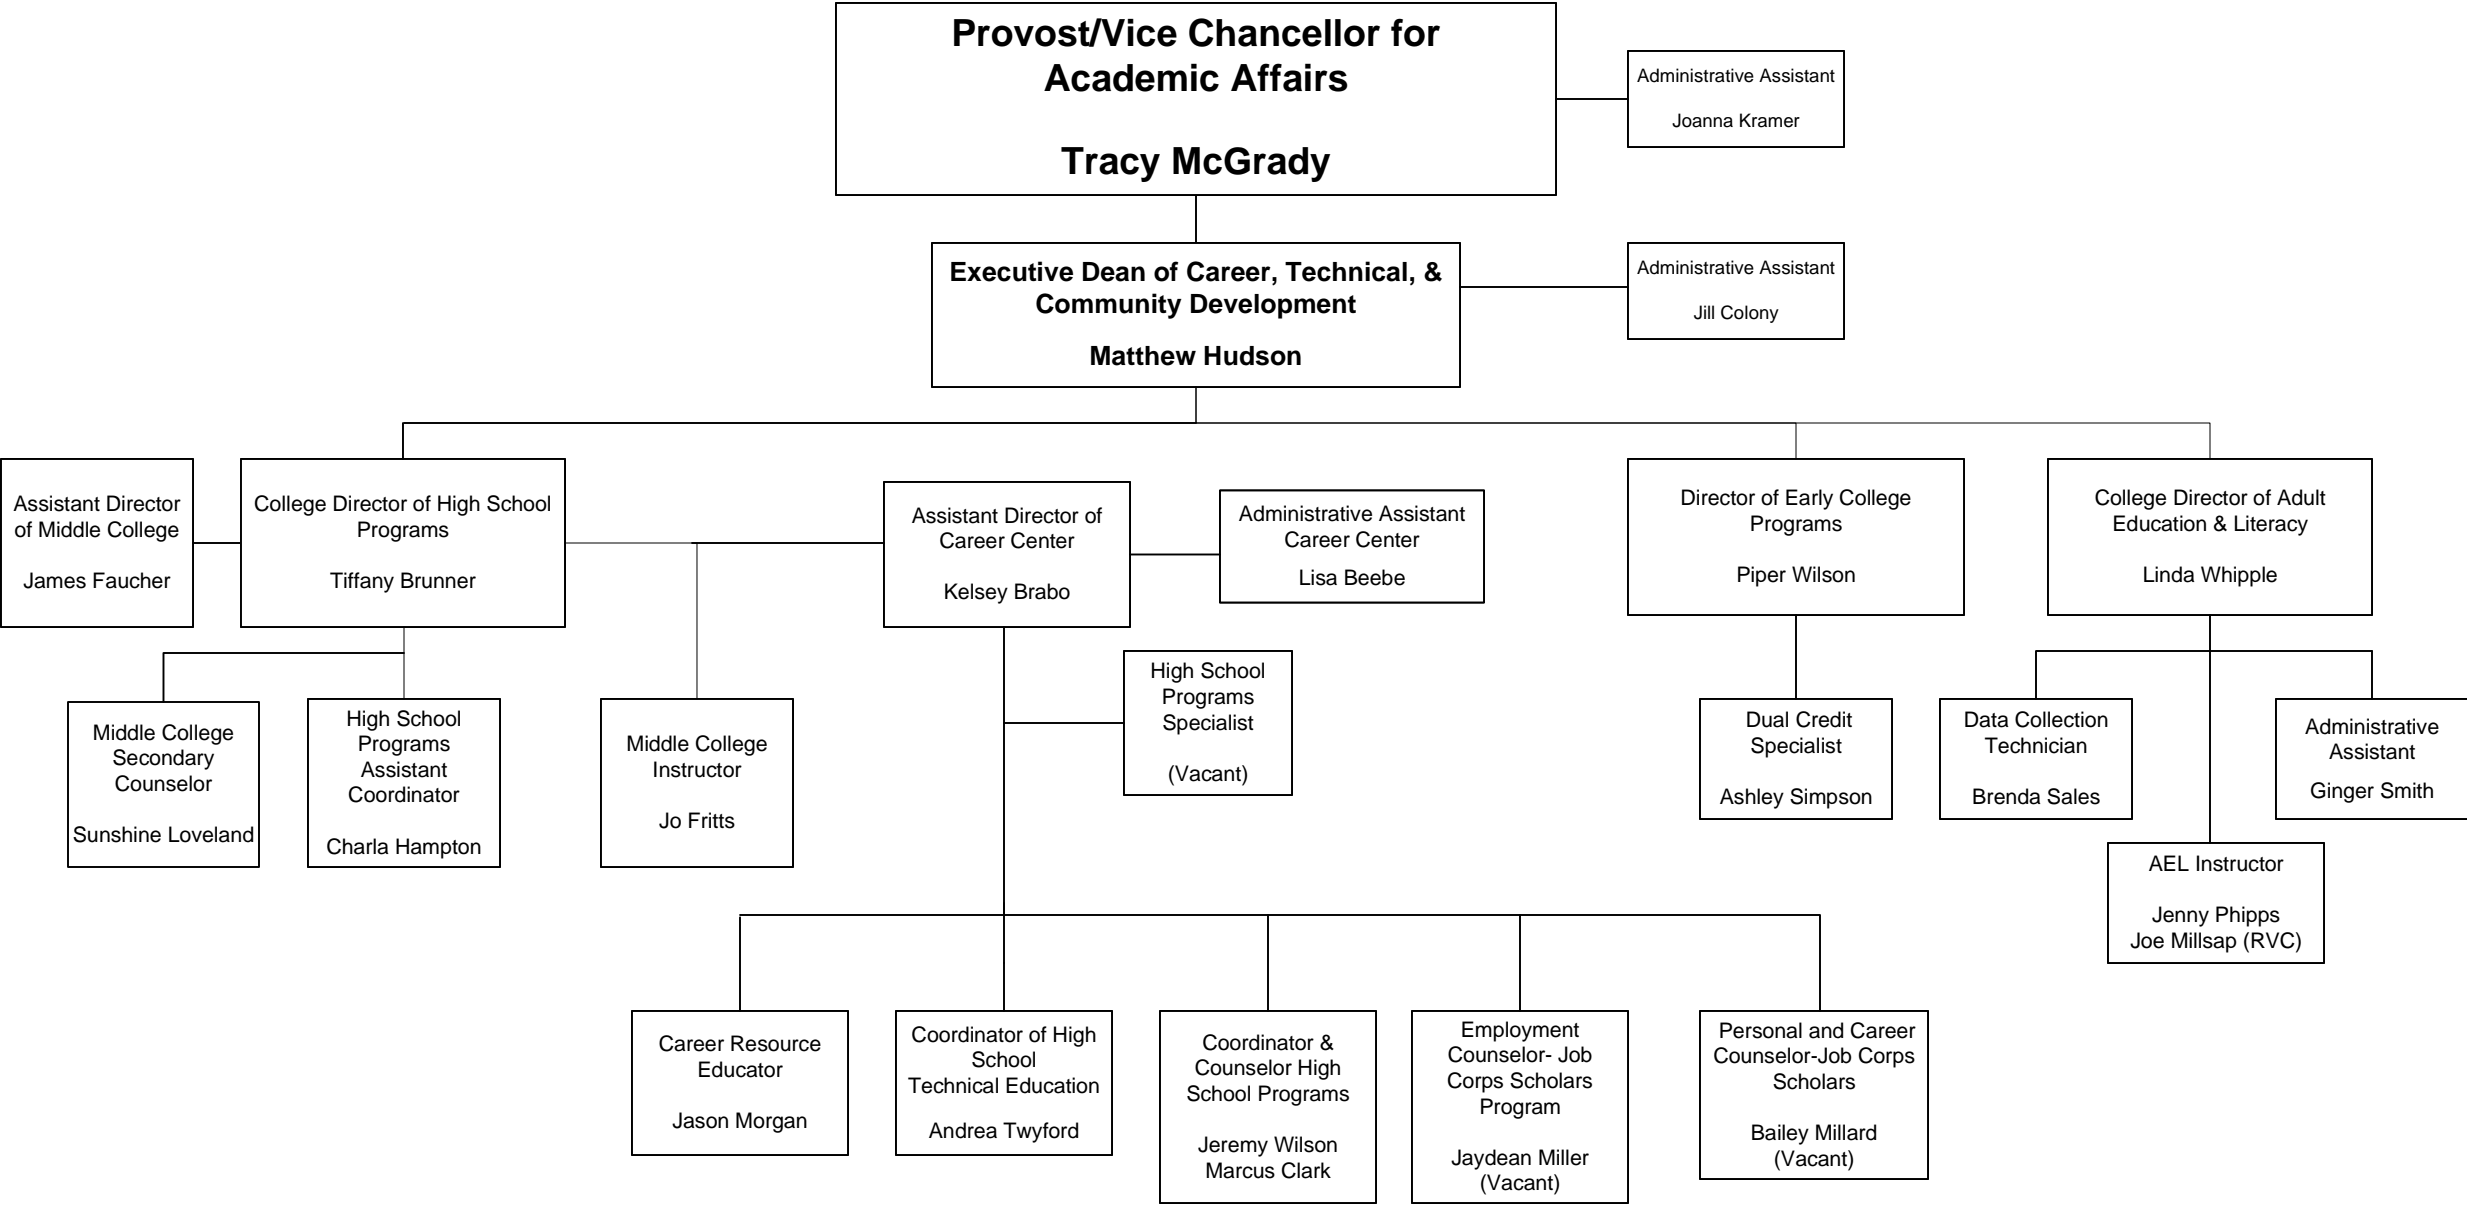 Provost/Vice Chancellor for
Academic Affairs
Tracy McGrady
Administrative Assistant
Joanna Kramer
Executive Dean of Career, Technical, &
Community Development
Matthew Hudson
Administrative Assistant
Jill Colony
Assistant Director
of Middle College
James Faucher
College Director of High School
Programs
Tiffany Brunner
Assistant Director of
Career Center
Kelsey Brabo
Administrative Assistant
Career Center
Lisa Beebe
Director of Early College
Programs
Piper Wilson
College Director of Adult
Education & Literacy
Linda Whipple
Middle College
Secondary
Counselor
Sunshine Loveland
High School
Programs
Assistant
Coordinator
Charla Hampton
Middle College
Instructor
Jo Fritts
High School
Programs
Specialist
(Vacant)
Dual Credit
Specialist
Ashley Simpson
Data Collection
Technician
Brenda Sales
Administrative
Assistant
Ginger Smith
AEL Instructor
Jenny Phipps
Joe Millsap (RVC)
Career Resource
Educator
Jason Morgan
Coordinator of High
School
Technical Education
Andrea Twyford
Coordinator &
Counselor High
School Programs
Jeremy Wilson
Marcus Clark
Employment
Counselor- Job
Corps Scholars
Program
Jaydean Miller
(Vacant)
Personal and Career
Counselor-Job Corps
Scholars
Bailey Millard
(Vacant)